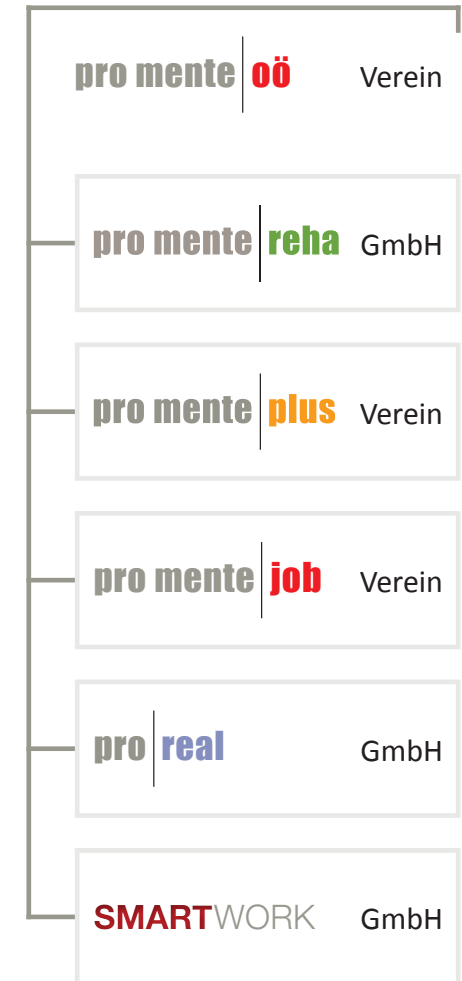 pro mente oö Verein
pro mente reha GmbH
pro mente plus Verein
pro mente job Verein
pro real GmbH
SMARTWORK GmbH